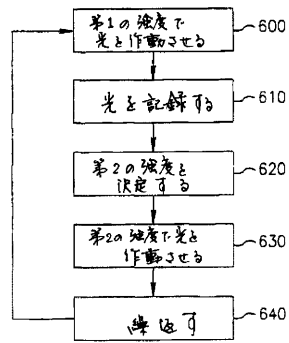 第1の強度で
光を作動させる
600
光を記録する
610
第2の強度を
決定する
620
第2の強度で光を
作動させる
630
繰返す
640